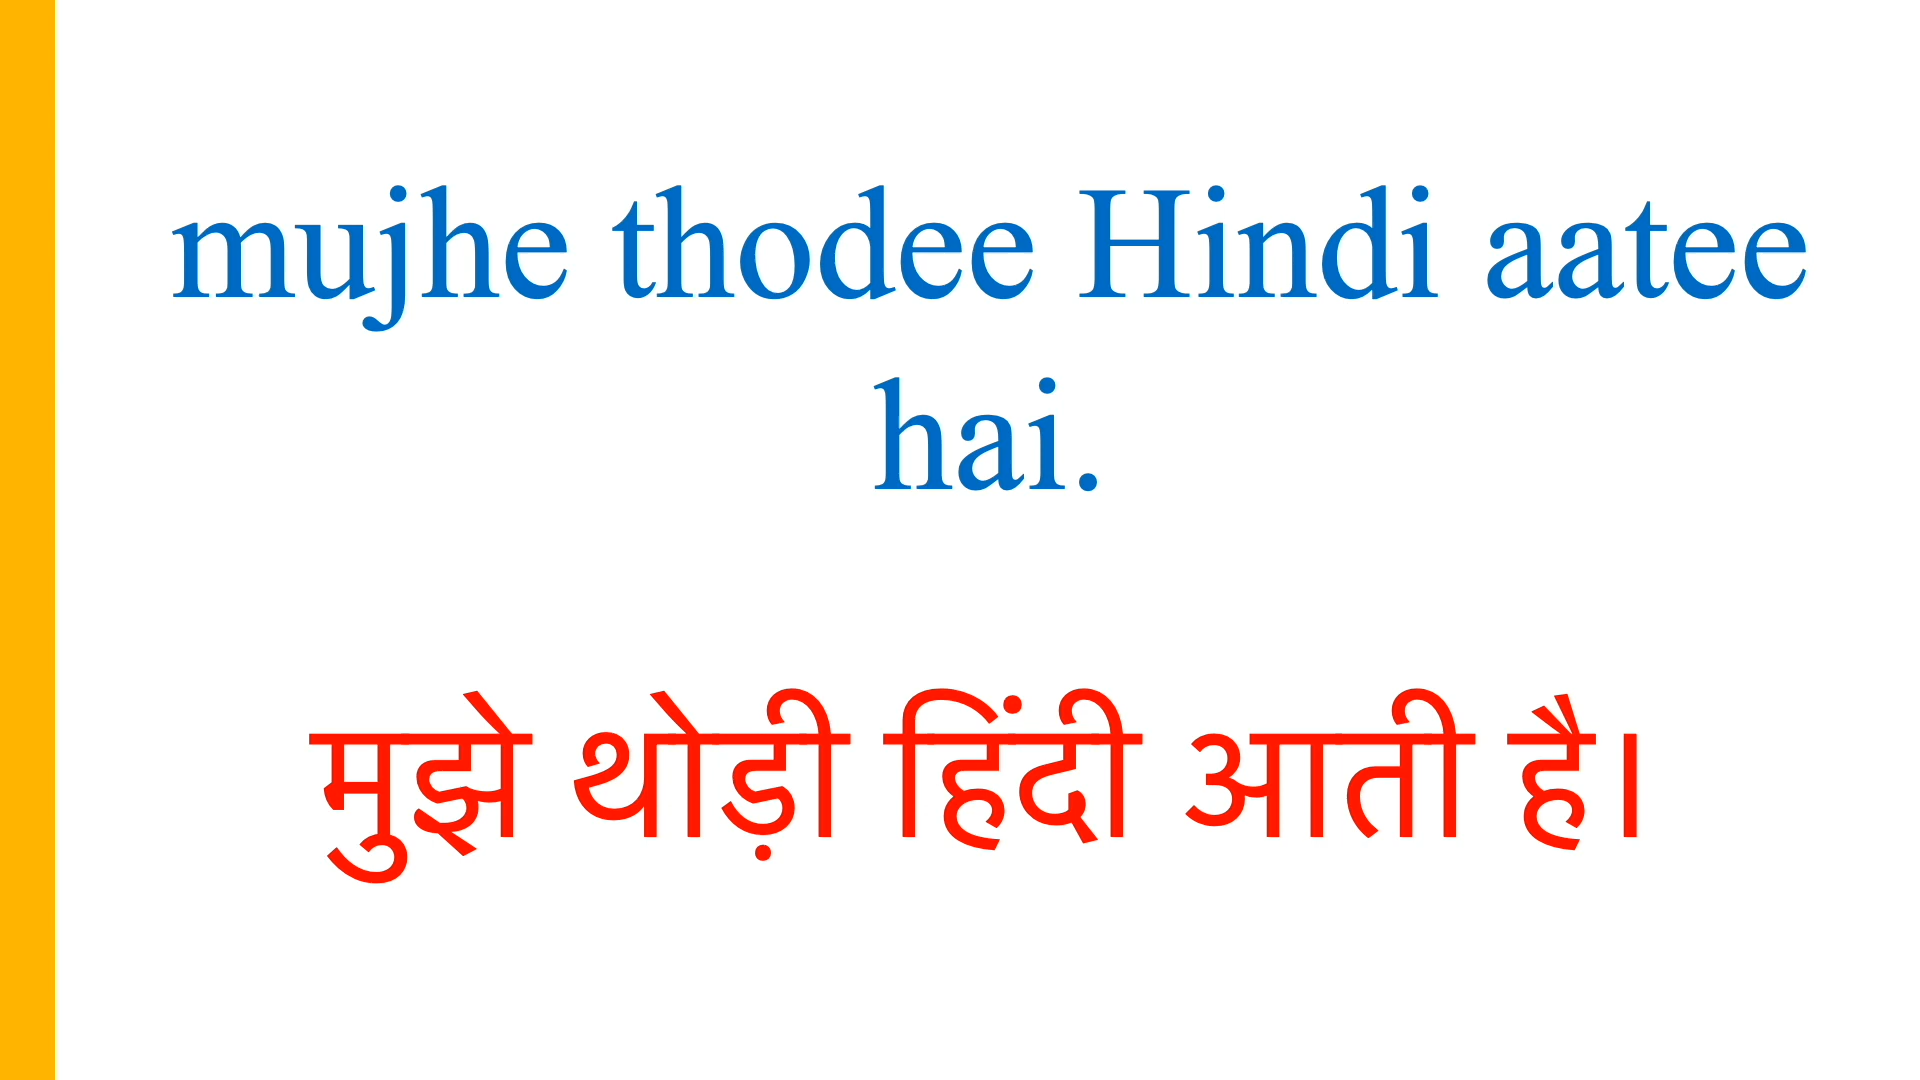 mujhe thodee Hindi aatee
hai.
मुझे थोड़ी हिंदी आती है।